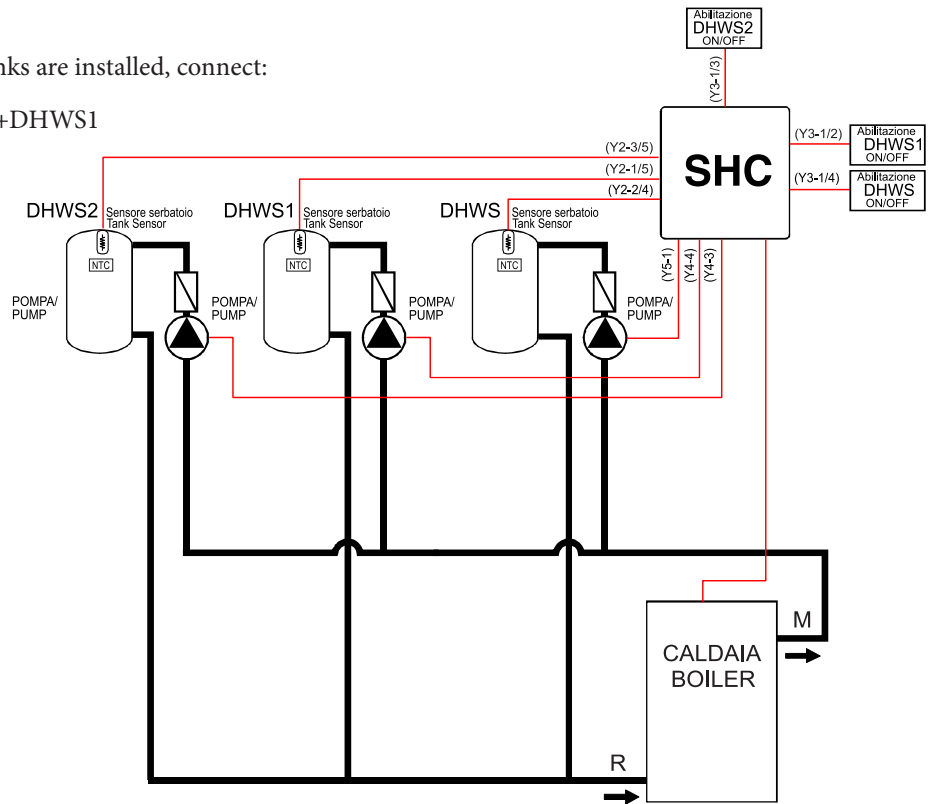 Abilitazione
DHWS2
ON/OFF
nks are installed, connect:
+DHWS1
(Y3-1/3)
(Y2-3/5)
(Y2-1/5)
(Y2-2/4)
SHC
(Y3-1/2)
Abilitazione
DHWS1
ON/OFF
(Y3-1/4)
Abilitazione
DHWS
ON/OFF
DHWS2
Sensore serbatoio
Tank Sensor
NTC
POMPA/
PUMP
DHWS1
Sensore serbatoio
Tank Sensor
NTC
POMPA/
PUMP
DHWS
Sensore serbatoio
Tank Sensor
NTC
POMPA/
PUMP
(Y5-1)
(Y4-4)
(Y4-3)
M
CALDAIA
BOILER
R